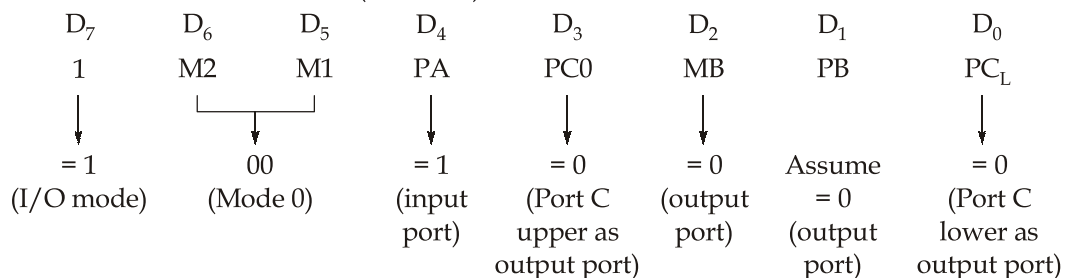 D₇ D₆ D₅ D₄ D₃ D₂ D₁ D₀
1 M2 M1 PA PC0 MB PB PC_L
= 1 00 = 1 = 0 = 0 Assume = 0
(I/O mode) (Mode 0) (input (Port C (output = 0 (Port C
port) upper as port) (output lower as
output port) port) output port)